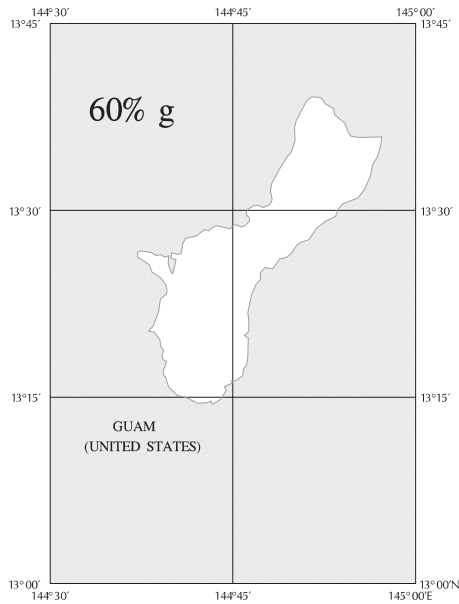 144°30′ 144°45′ 145°00′
13°45′ 13°45′
60% g
13°30′ 13°30′
13°15′ 13°15′
GUAM
(UNITED STATES)
13°00′ 13°00′N
144°30′ 144°45′ 145°00′E